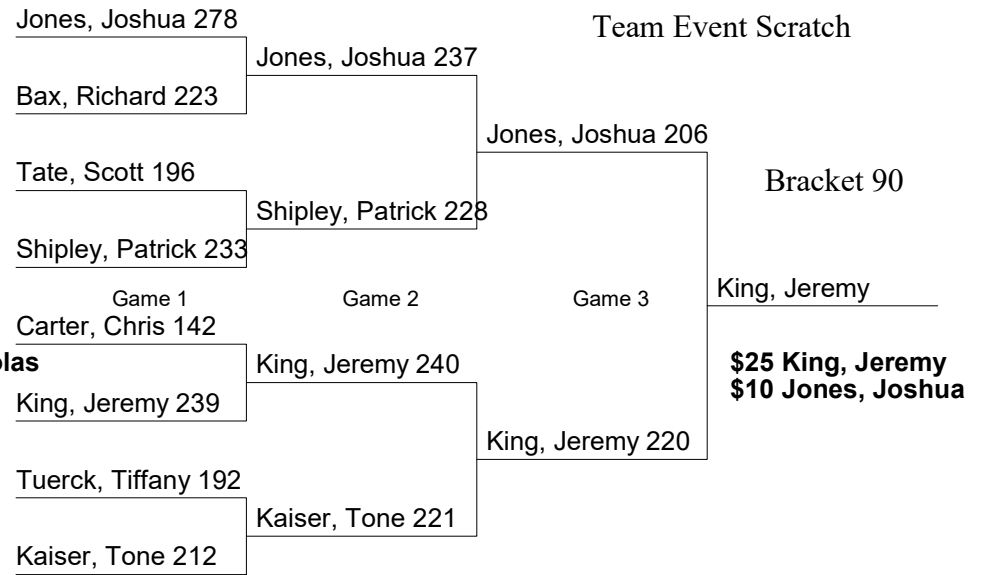 Jones, Joshua 278
Team Event Scratch
Jones, Joshua 237
Bax, Richard 223
Jones, Joshua 206
Tate, Scott 196
Bracket 90
Shipley, Patrick 228
Shipley, Patrick 233
Game 1
Game 2
Game 3
King, Jeremy
Carter, Chris 142
King, Jeremy 240
$25 King, Jeremy
$10 Jones, Joshua
King, Jeremy 239
King, Jeremy 220
Tuerck, Tiffany 192
Kaiser, Tone 221
Kaiser, Tone 212